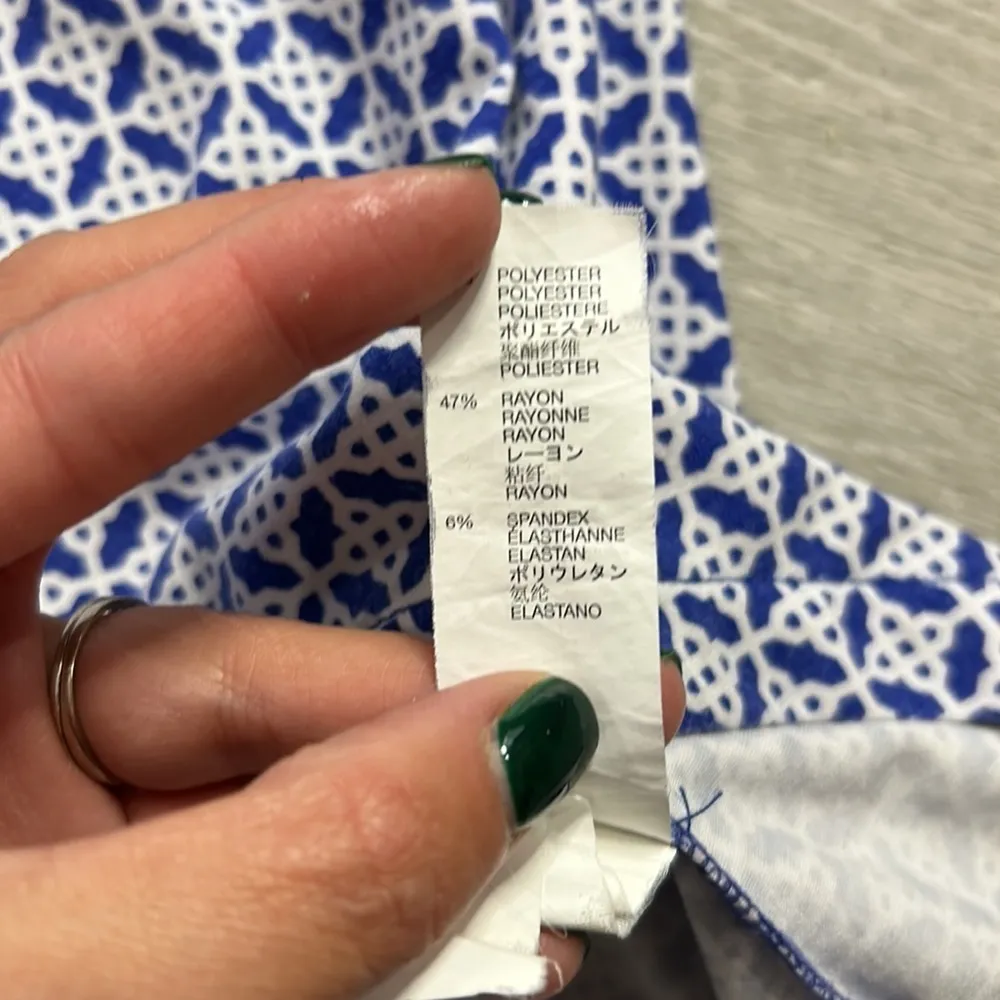 POLYESTER
POLYESTER
POLIESTERE
ポリエステル
聚酯纤维
POLIESTER
47% RAYON
RAYONNE
RAYON
レーヨン
粘纤
RAYON
6% SPANDEX
ELASTHANNE
ELASTAN
ポリウレタン
氨纶
ELASTANO